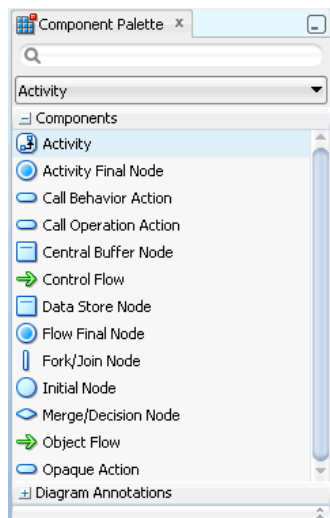 Component Palette
Activity
Components
Activity
Activity Final Node
Call Behavior Action
Call Operation Action
Central Buffer Node
Control Flow
Data Store Node
Flow Final Node
Fork/Join Node
Initial Node
Merge/Decision Node
Object Flow
Opaque Action
Diagram Annotations